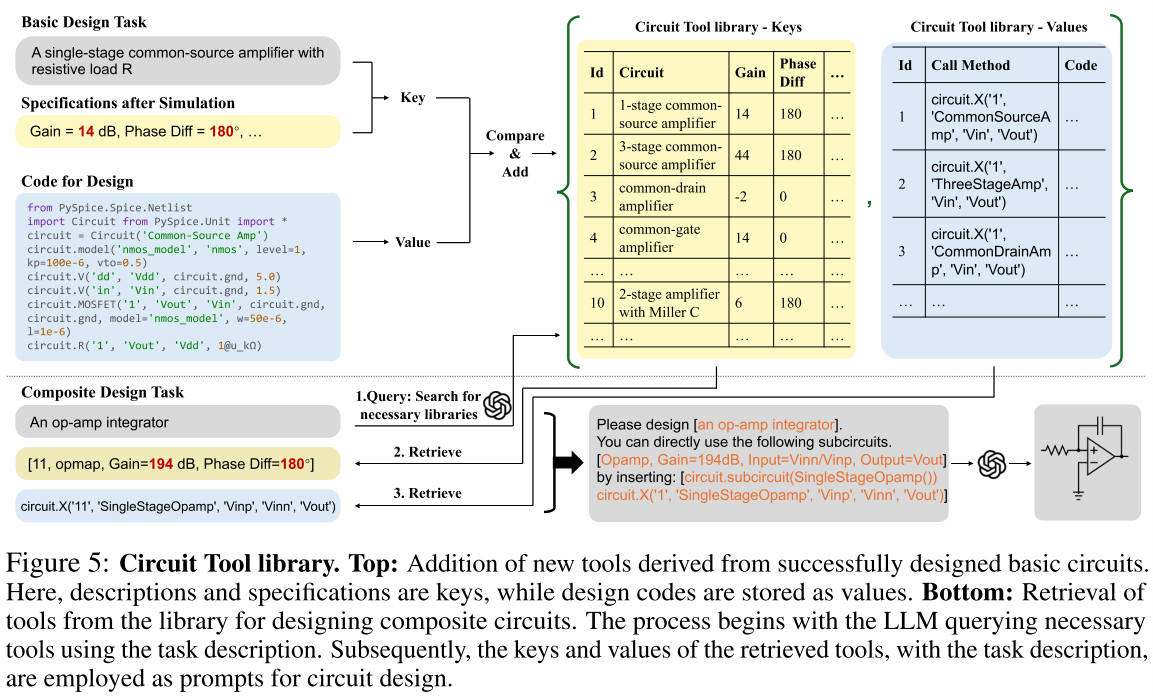 Basic Design Task
A single-stage common-source amplifier with
resistive load R
Specifications after Simulation
Gain = 14 dB, Phase Diff = 180°, …
Code for Design
from PySpice.Spice.Netlist
import Circuit from PySpice.Unit import *
circuit = Circuit('Common-Source Amp')
circuit.model('nmos_model', 'nmos', level=1,
kp=100e-6, vto=0.5)
circuit.V('dd', 'Vdd', circuit.gnd, 5.0)
circuit.V('in', 'Vin', circuit.gnd, 1.5)
circuit.MOSFET('1', 'Vout', 'Vin', circuit.gnd,
circuit.gnd, model='nmos_model', w=50e-6,
l=1e-6)
circuit.R('1', 'Vout', 'Vdd', 1@u_kΩ)
Key
Value
Compare
&
Add
Circuit Tool library - Keys
Id Circuit Gain Phase Diff …
1 1-stage common-source amplifier 14 180 …
2 3-stage common-source amplifier 44 180 …
3 common-drain amplifier -2 0 …
4 common-gate amplifier 14 0 …
… … … … …
10 2-stage amplifier with Miller C 6 180 …
… … … … …
,
Circuit Tool library - Values
Id Call Method Code
1 circuit.X('1', 'CommonSourceAmp', 'Vin', 'Vout') …
2 circuit.X('1', 'ThreeStageAmp', 'Vin', 'Vout') …
3 circuit.X('1', 'CommonDrainAmp', 'Vin', 'Vout') …
… … …
Composite Design Task
An op-amp integrator
[11, opmap, Gain=194 dB, Phase Diff=180°]
circuit.X('11', 'SingleStageOpamp', 'Vinp', 'Vinn', 'Vout')
1.Query: Search for
necessary libraries
2. Retrieve
3. Retrieve
Please design [an op-amp integrator].
You can directly use the following subcircuits.
[Opamp, Gain=194dB, Input=Vinn/Vinp, Output=Vout]
by inserting: [circuit.subcircuit(SingleStageOpamp())
circuit.X('1', 'SingleStageOpamp', 'Vinp', 'Vinn', 'Vout')]
Figure 5: Circuit Tool library. Top: Addition of new tools derived from successfully designed basic circuits.
Here, descriptions and specifications are keys, while design codes are stored as values. Bottom: Retrieval of
tools from the library for designing composite circuits. The process begins with the LLM querying necessary
tools using the task description. Subsequently, the keys and values of the retrieved tools, with the task description,
are employed as prompts for circuit design.